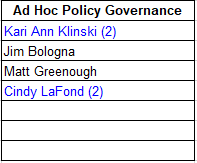 Ad Hoc Policy Governance
Kari Ann Klinski (2)
Jim Bologna
Matt Greenough
Cindy LaFond (2)